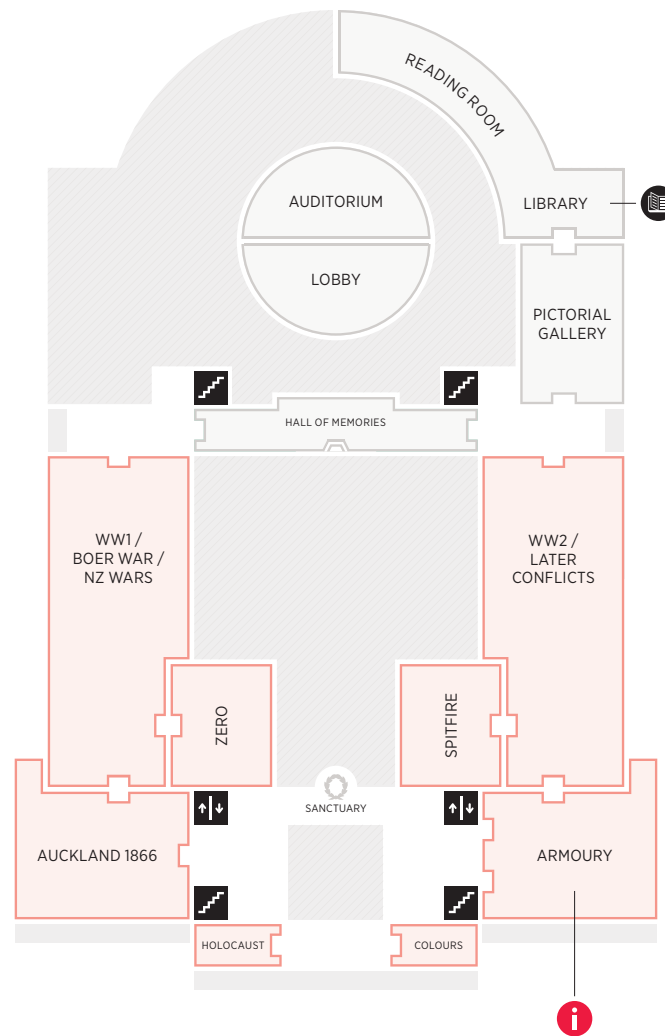 READING ROOM
AUDITORIUM
LIBRARY
LOBBY
PICTORIAL
GALLERY
HALL OF MEMORIES
WW1 /
BOER WAR /
NZ WARS
WW2 /
LATER
CONFLICTS
ZERO
SPITFIRE
SANCTUARY
AUCKLAND 1866
ARMOURY
HOLOCAUST
COLOURS
i